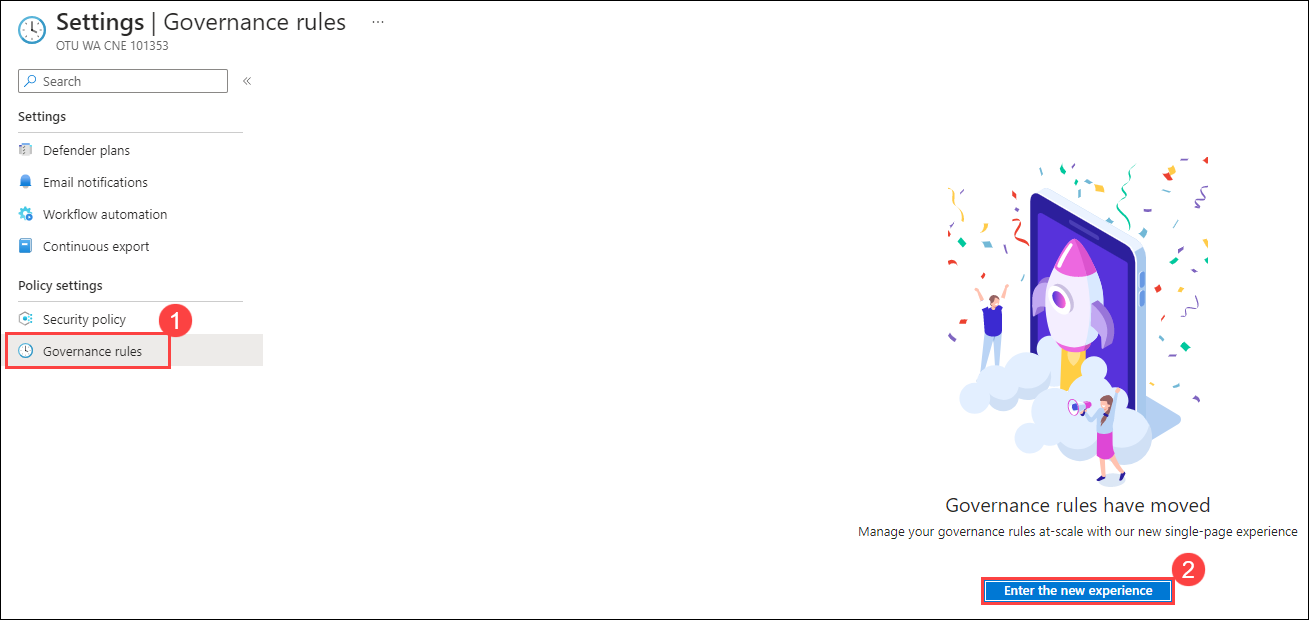 Settings | Governance rules ...
OTU WA CNE 101353
Search «
Settings
Defender plans
Email notifications
Workflow automation
Continuous export
Policy settings
Security policy
1
Governance rules
Governance rules have moved
Manage your governance rules at-scale with our new single-page experience
2
Enter the new experience